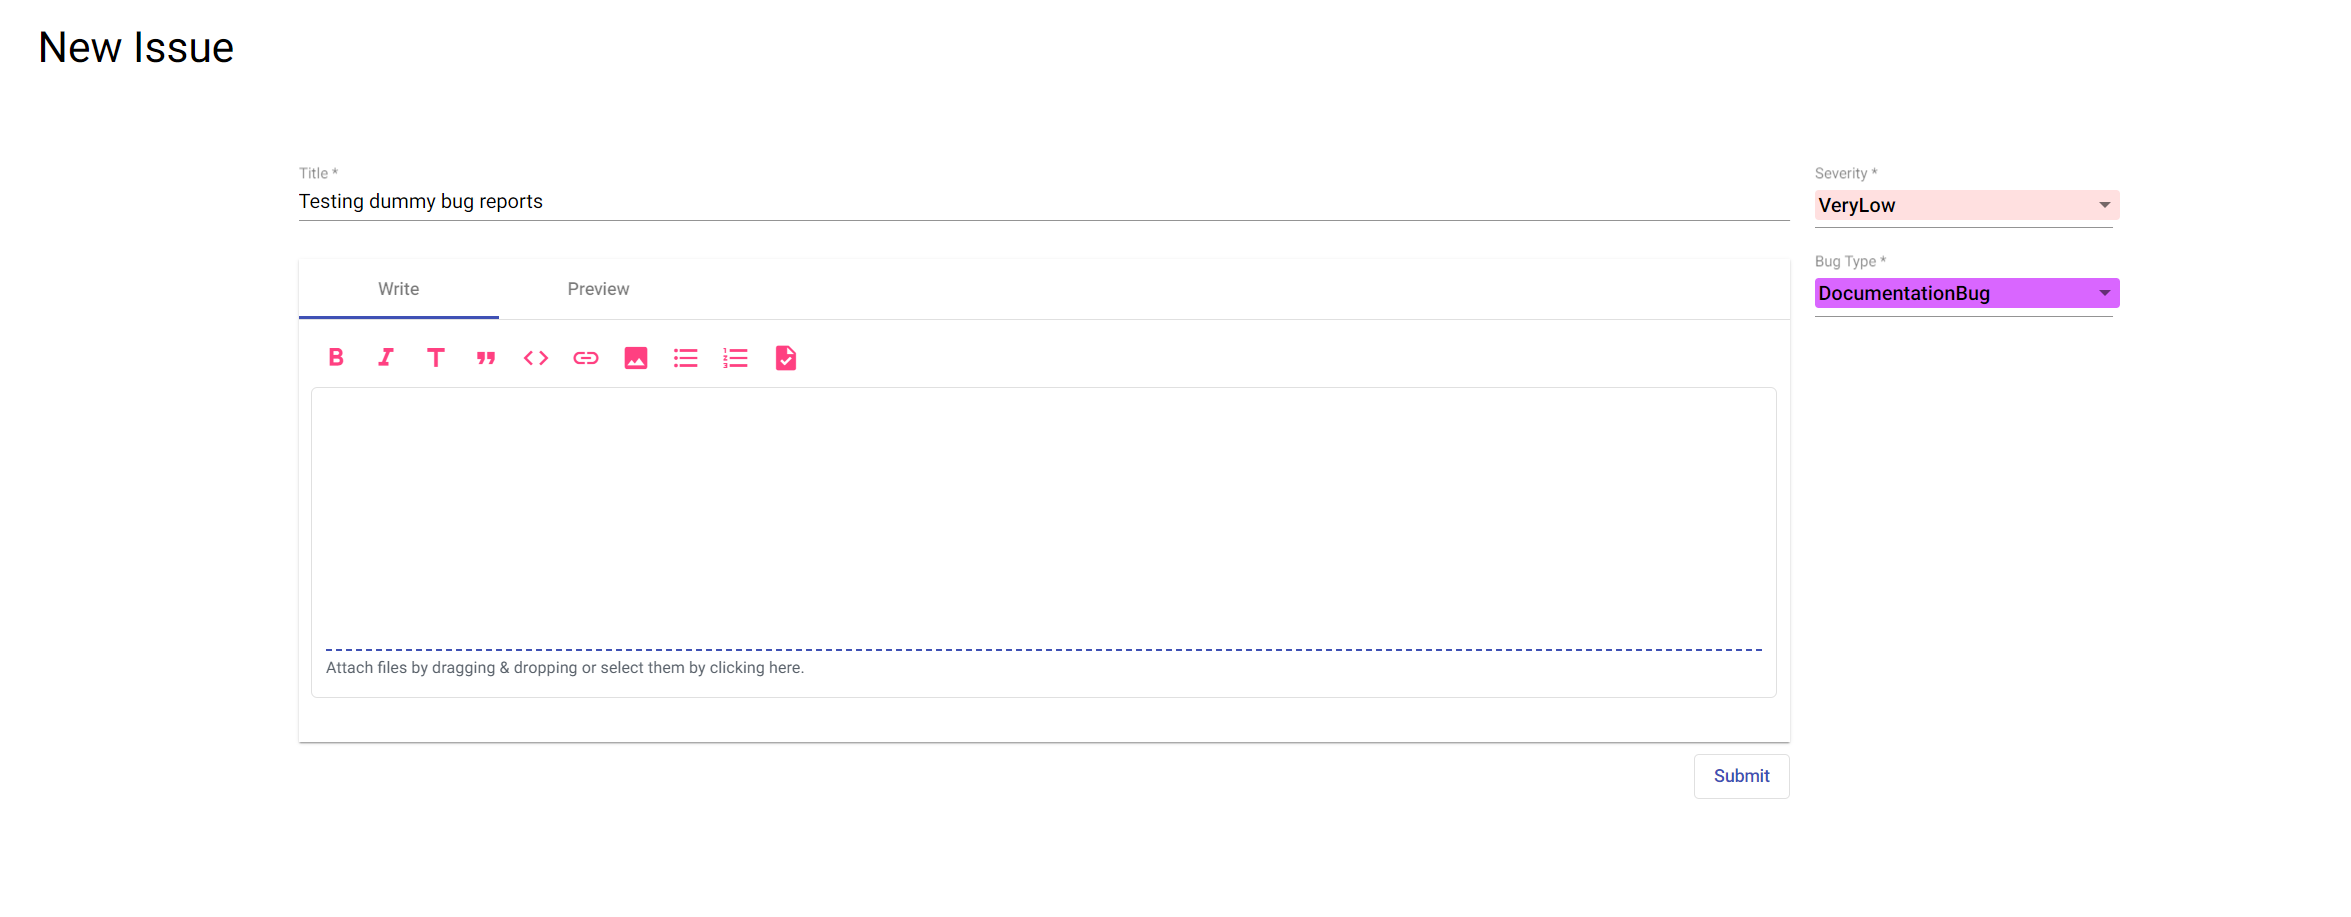 New Issue
Title *
Testing dummy bug reports
Severity *
VeryLow
Bug Type *
DocumentationBug
Write
Preview
Attach files by dragging & dropping or select them by clicking here.
Submit